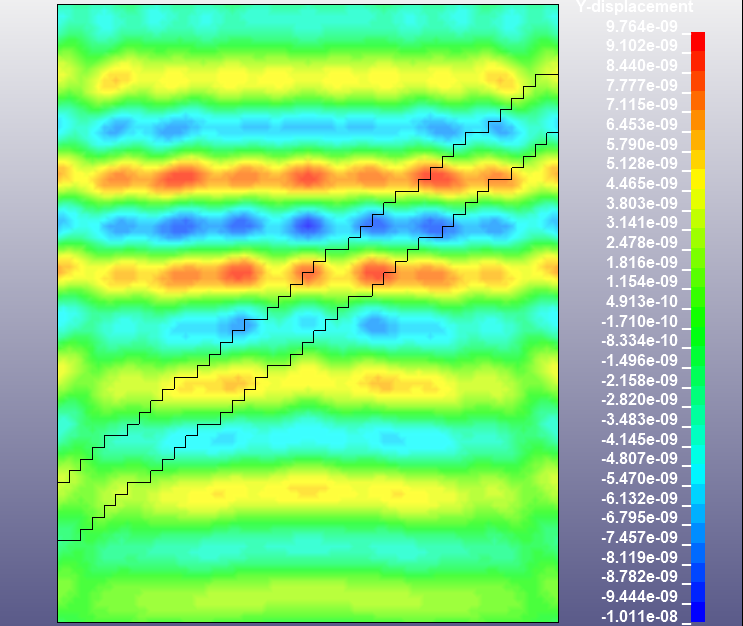 Y-displacement
9.764e-09
9.102e-09
8.440e-09
7.777e-09
7.115e-09
6.453e-09
5.790e-09
5.128e-09
4.465e-09
3.803e-09
3.141e-09
2.478e-09
1.816e-09
1.154e-09
4.913e-10
-1.710e-10
-8.334e-10
-1.496e-09
-2.158e-09
-2.820e-09
-3.483e-09
-4.145e-09
-4.807e-09
-5.470e-09
-6.132e-09
-6.795e-09
-7.457e-09
-8.119e-09
-8.782e-09
-9.444e-09
-1.011e-08